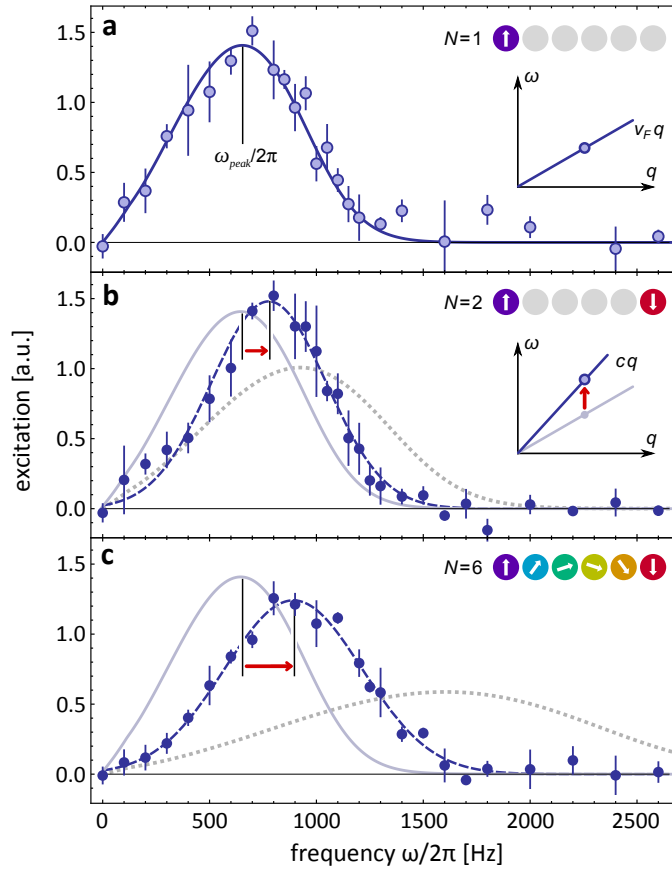 a
N=1
1.5
1.0
0.5
0.0
ω_peak/2π
ω
v_F q
q
b
N=2
1.5
1.0
0.5
0.0
ω
cq
q
excitation [a.u.]
c
N=6
1.5
1.0
0.5
0.0
0 500 1000 1500 2000 2500
frequency ω/2π [Hz]